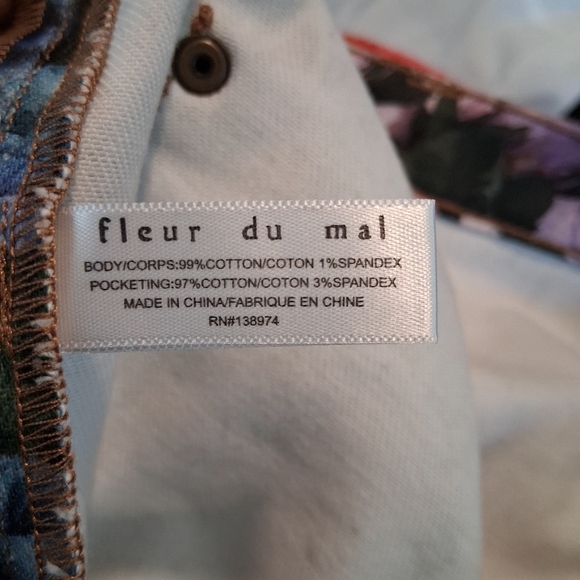 fleur du mal
BODY/CORPS:99%COTTON/COTON 1%SPANDEX
POCKETING:97%COTTON/COTON 3%SPANDEX
MADE IN CHINA/FABRIQUE EN CHINE
RN#138974